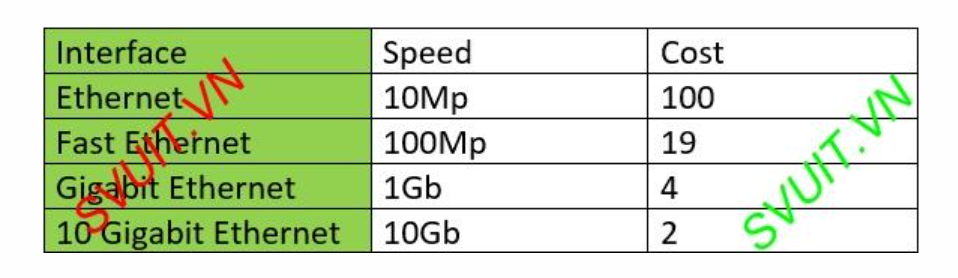 Interface Speed Cost
Ethernet 10Mp 100
Fast Ethernet 100Mp 19
Gigabit Ethernet 1Gb 4
10 Gigabit Ethernet 10Gb 2
SVUIT.VN
SVUIT.VN